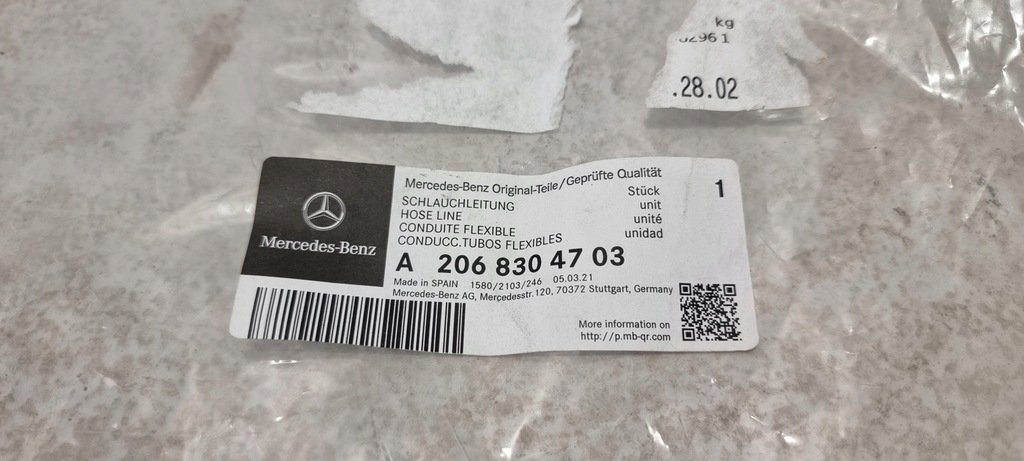 kg
.28.02
Mercedes-Benz
Mercedes-Benz Original-Teile/Geprüfte Qualität
SCHLAUCHLEITUNG Stück 1
HOSE LINE unit
CONDUITE FLEXIBLE unité
CONDUCC.TUBOS FLEXIBLES unidad
A 206 830 47 03
Made in SPAIN 1580/2103/246 05.03.21
Mercedes-Benz AG, Mercedesstr.120, 70372 Stuttgart, Germany
More information on
http://p.mb-qr.com